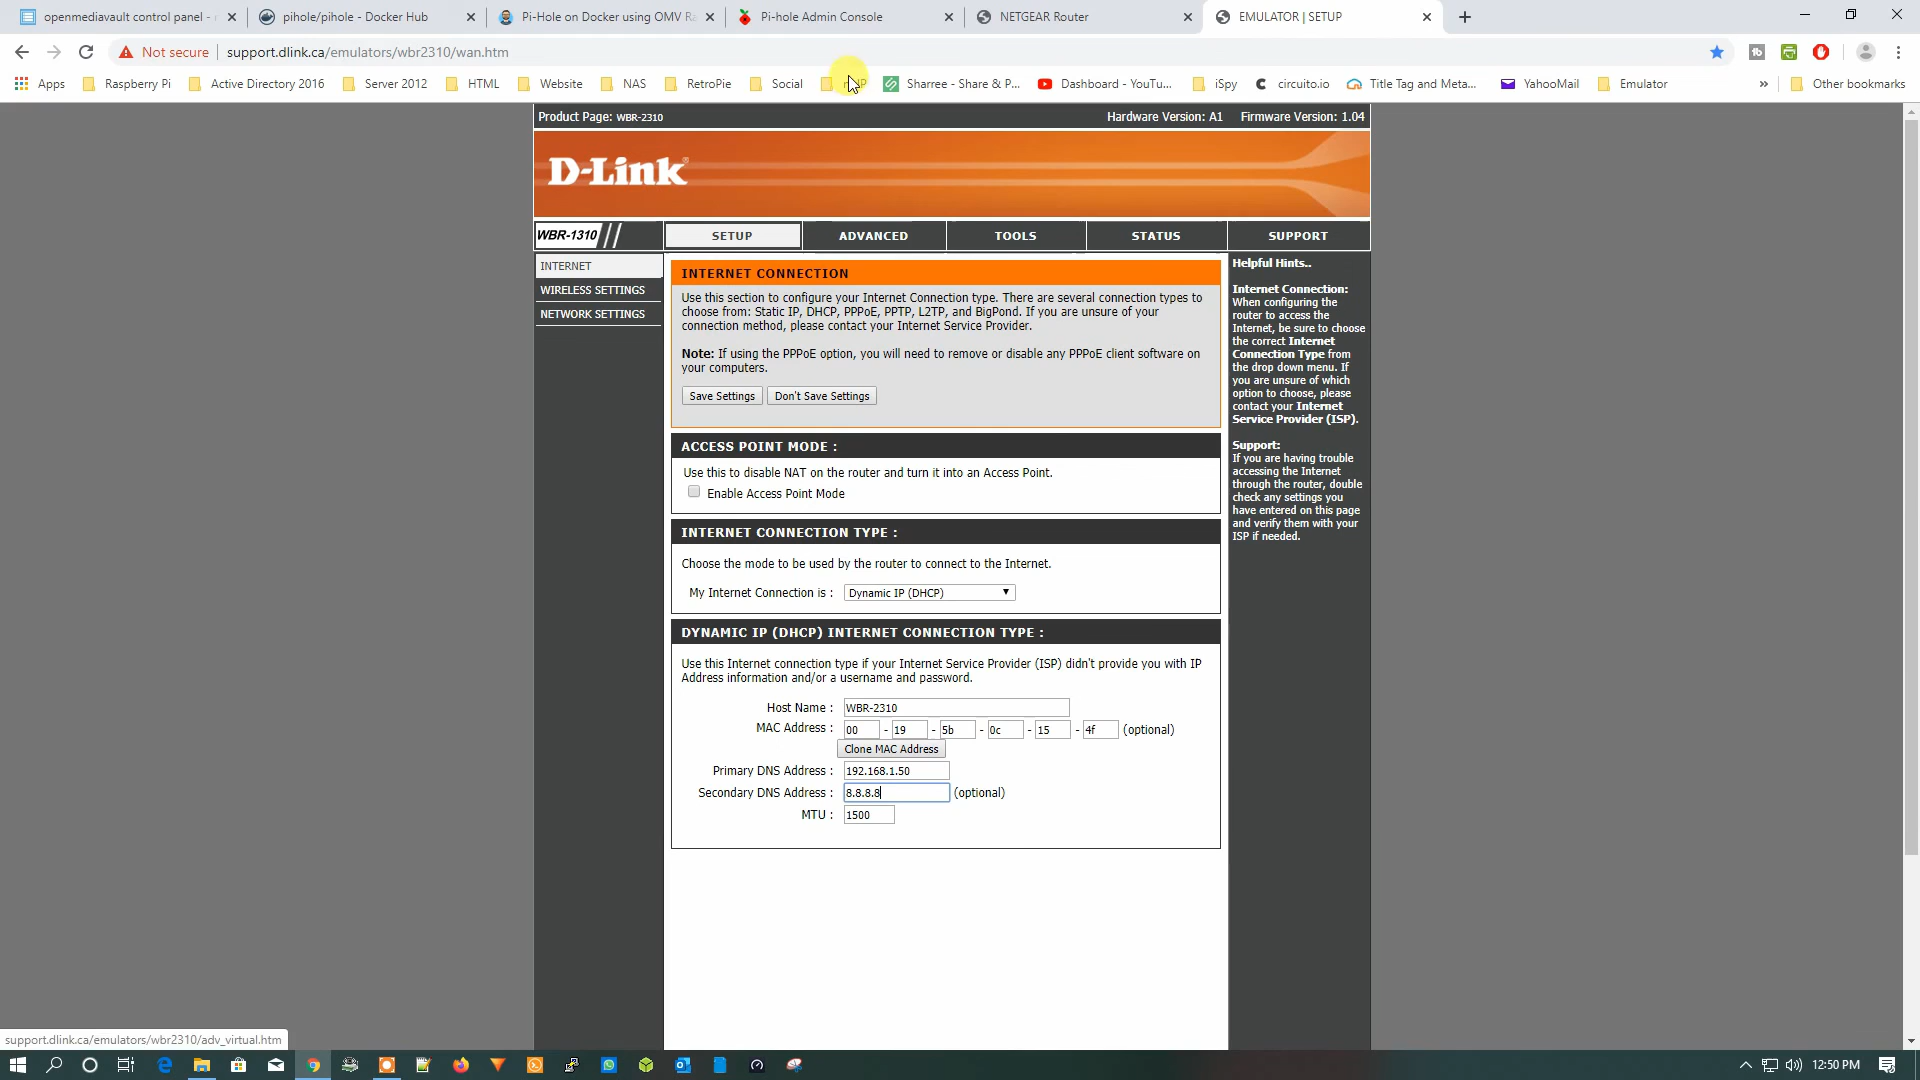 openmediavault control panel -
pihole/pihole - Docker Hub
Pi-Hole on Docker using OMV
Pi-hole Admin Console
NETGEAR Router
EMULATOR | SETUP
Not secure
support.dlink.ca/emulators/wbr2310/wan.htm
Apps
Raspberry Pi
Active Directory 2016
Server 2012
HTML
Website
NAS
RetroPie
Social
Sharree - Share & P...
Dashboard - YouTu...
iSpy
circuito.io
Title Tag and Meta...
YahooMail
Emulator
»
Other bookmarks
Product Page: WBR-2310
Hardware Version: A1
Firmware Version: 1.04
D-Link
WBR-1310
SETUP
ADVANCED
TOOLS
STATUS
SUPPORT
INTERNET
WIRELESS SETTINGS
NETWORK SETTINGS
INTERNET CONNECTION
Use this section to configure your Internet Connection type. There are several connection types to
choose from: Static IP, DHCP, PPPoE, PPTP, L2TP, and BigPond. If you are unsure of your
connection method, please contact your Internet Service Provider.
Note: If using the PPPoE option, you will need to remove or disable any PPPoE client software on
your computers.
Save Settings
Don't Save Settings
ACCESS POINT MODE :
Use this to disable NAT on the router and turn it into an Access Point.
Enable Access Point Mode
INTERNET CONNECTION TYPE :
Choose the mode to be used by the router to connect to the Internet.
My Internet Connection is : Dynamic IP (DHCP)
DYNAMIC IP (DHCP) INTERNET CONNECTION TYPE :
Use this Internet connection type if your Internet Service Provider (ISP) didn't provide you with IP
Address information and/or a username and password.
Host Name : WBR-2310
MAC Address : 00 - 19 - 5b - 0c - 15 - 4f (optional)
Clone MAC Address
Primary DNS Address : 192.168.1.50
Secondary DNS Address : 8.8.8.8 (optional)
MTU : 1500
Helpful Hints..
Internet Connection:
When configuring the
router to access the
Internet, be sure to choose
the correct Internet
Connection Type from
the drop down menu. If
you are unsure of which
option to choose, please
contact your Internet
Service Provider (ISP).
Support:
If you are having trouble
accessing the Internet
through the router, double
check any settings you
have entered on this page
and verify them with your
ISP if needed.
support.dlink.ca/emulators/wbr2310/adv_virtual.htm
12:50 PM